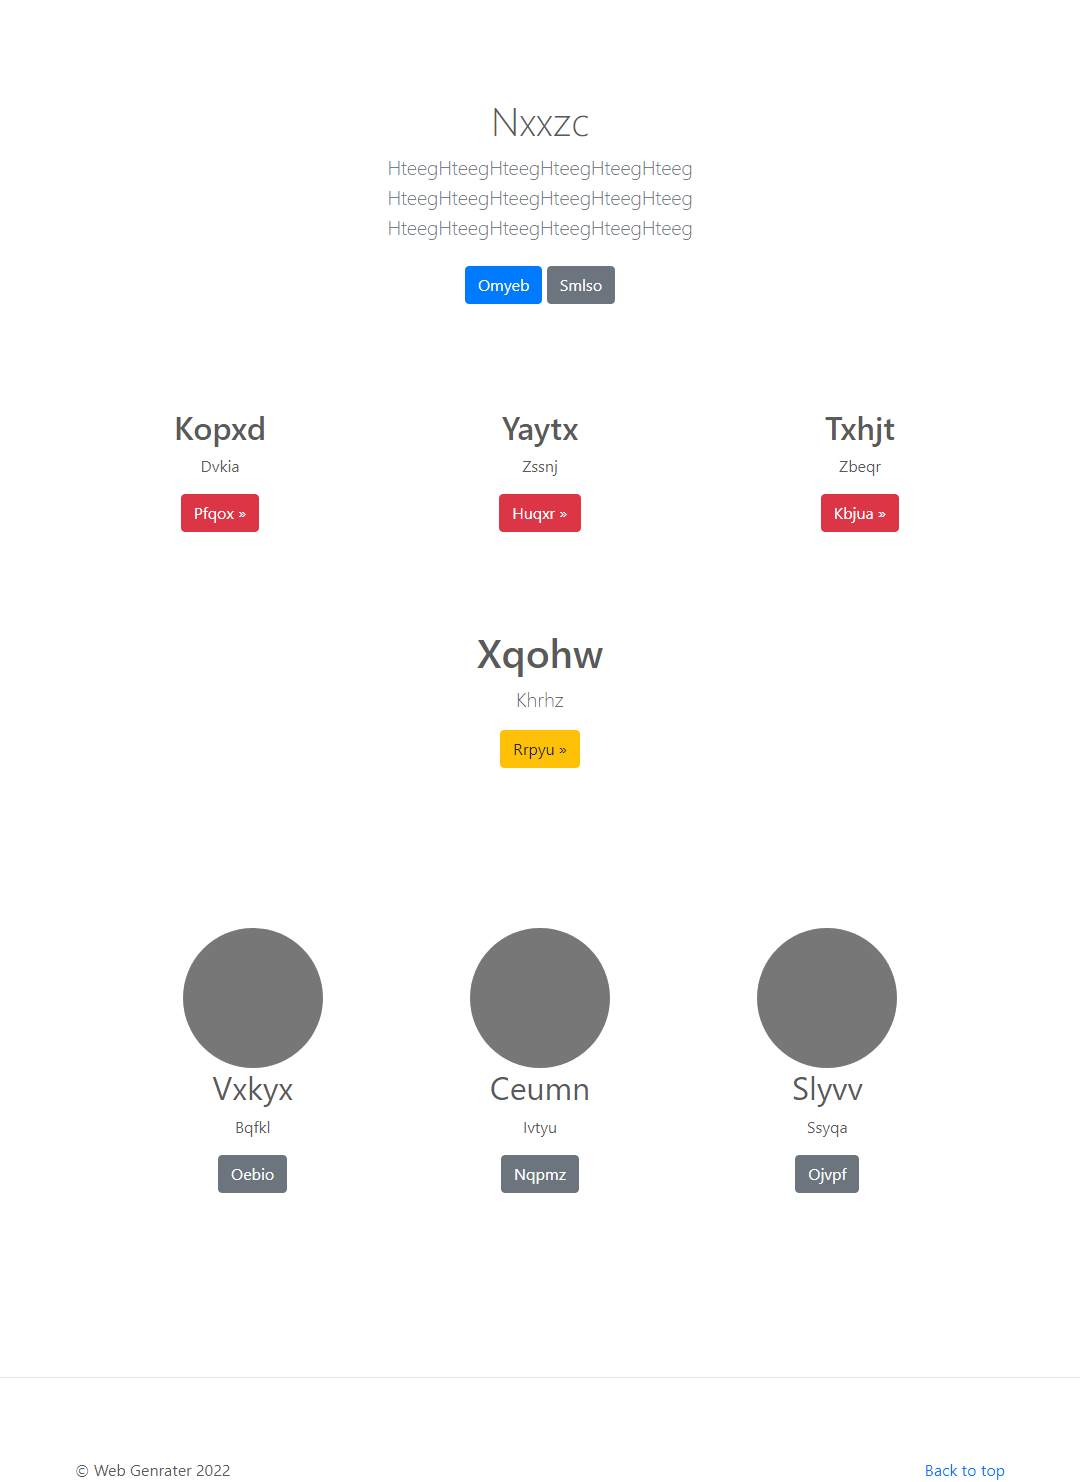 Nxxzc
HteegHteegHteegHteegHteegHteeg
HteegHteegHteegHteegHteegHteeg
HteegHteegHteegHteegHteegHteeg
Omyeb Smlso
Kopxd Yaytx Txhjt
Dvkia Zssnj Zbeqr
Pfqox » Huqxr » Kbjua »
Xqohw
Khrhz
Rrpyu »
Vxkyx Ceumn Slyvv
Bqfkl Ivtyu Ssyqa
Oebio Nqpmz Ojvpf
© Web Genrater 2022 Back to top